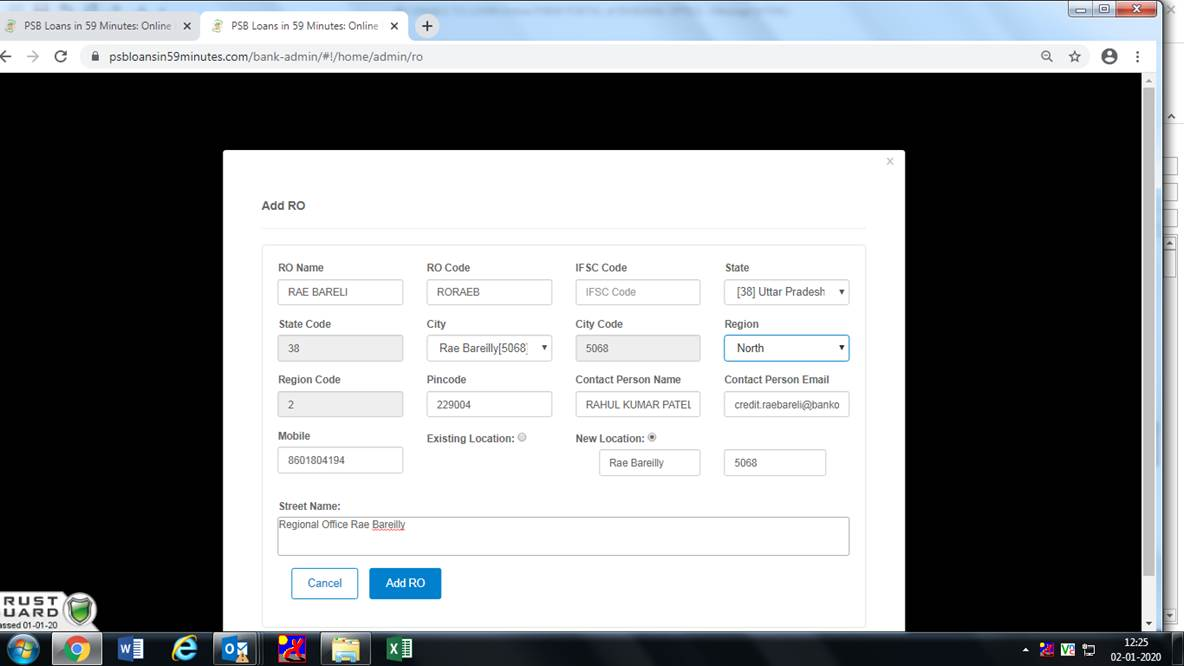 PSB Loans in 59 Minutes: Online
PSB Loans in 59 Minutes: Online
psbloansin59minutes.com/bank-admin/#!/home/admin/ro
Add RO
RO Name RO Code IFSC Code State
RAE BARELI RORAEB IFSC Code [38] Uttar Pradesh
State Code City City Code Region
38 Rae Bareilly[5068] 5068 North
Region Code Pincode Contact Person Name Contact Person Email
2 229004 RAHUL KUMAR PATEL credit.raebareli@banko
Mobile Existing Location: New Location:
8601804194 Rae Bareilly 5068
Street Name:
Regional Office Rae Bareilly
Cancel Add RO
RUST
UARD
assed 01-01-20
12:25
02-01-2020